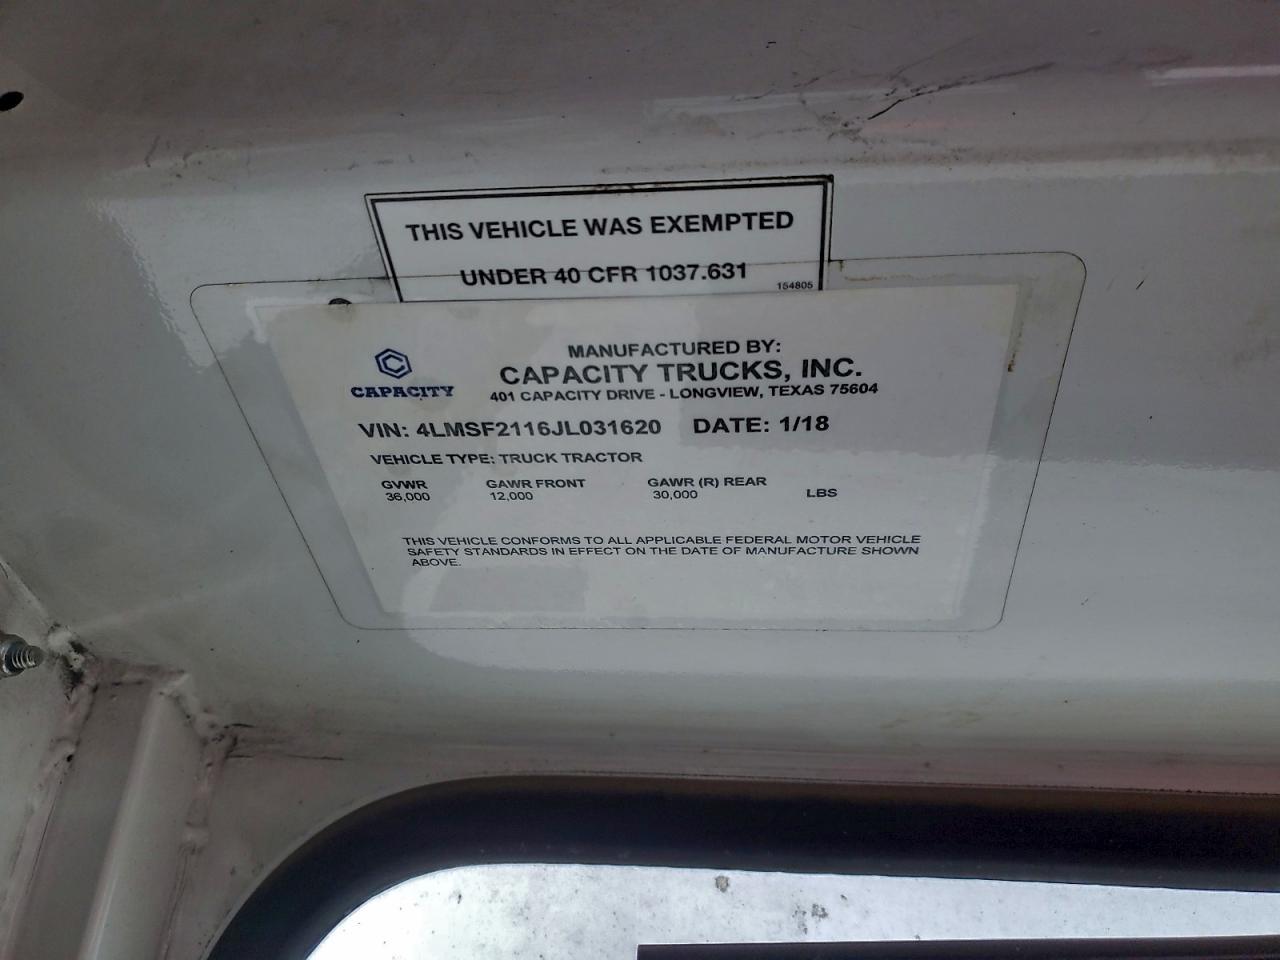 THIS VEHICLE WAS EXEMPTED
UNDER 40 CFR 1037.631
154805
CAPACITY
MANUFACTURED BY:
CAPACITY TRUCKS, INC.
401 CAPACITY DRIVE - LONGVIEW, TEXAS 75604
VIN: 4LMSF2116JL031620 DATE: 1/18
VEHICLE TYPE: TRUCK TRACTOR
GVWR GAWR FRONT GAWR (R) REAR
36,000 12,000 30,000 LBS
THIS VEHICLE CONFORMS TO ALL APPLICABLE FEDERAL MOTOR VEHICLE
SAFETY STANDARDS IN EFFECT ON THE DATE OF MANUFACTURE SHOWN
ABOVE.